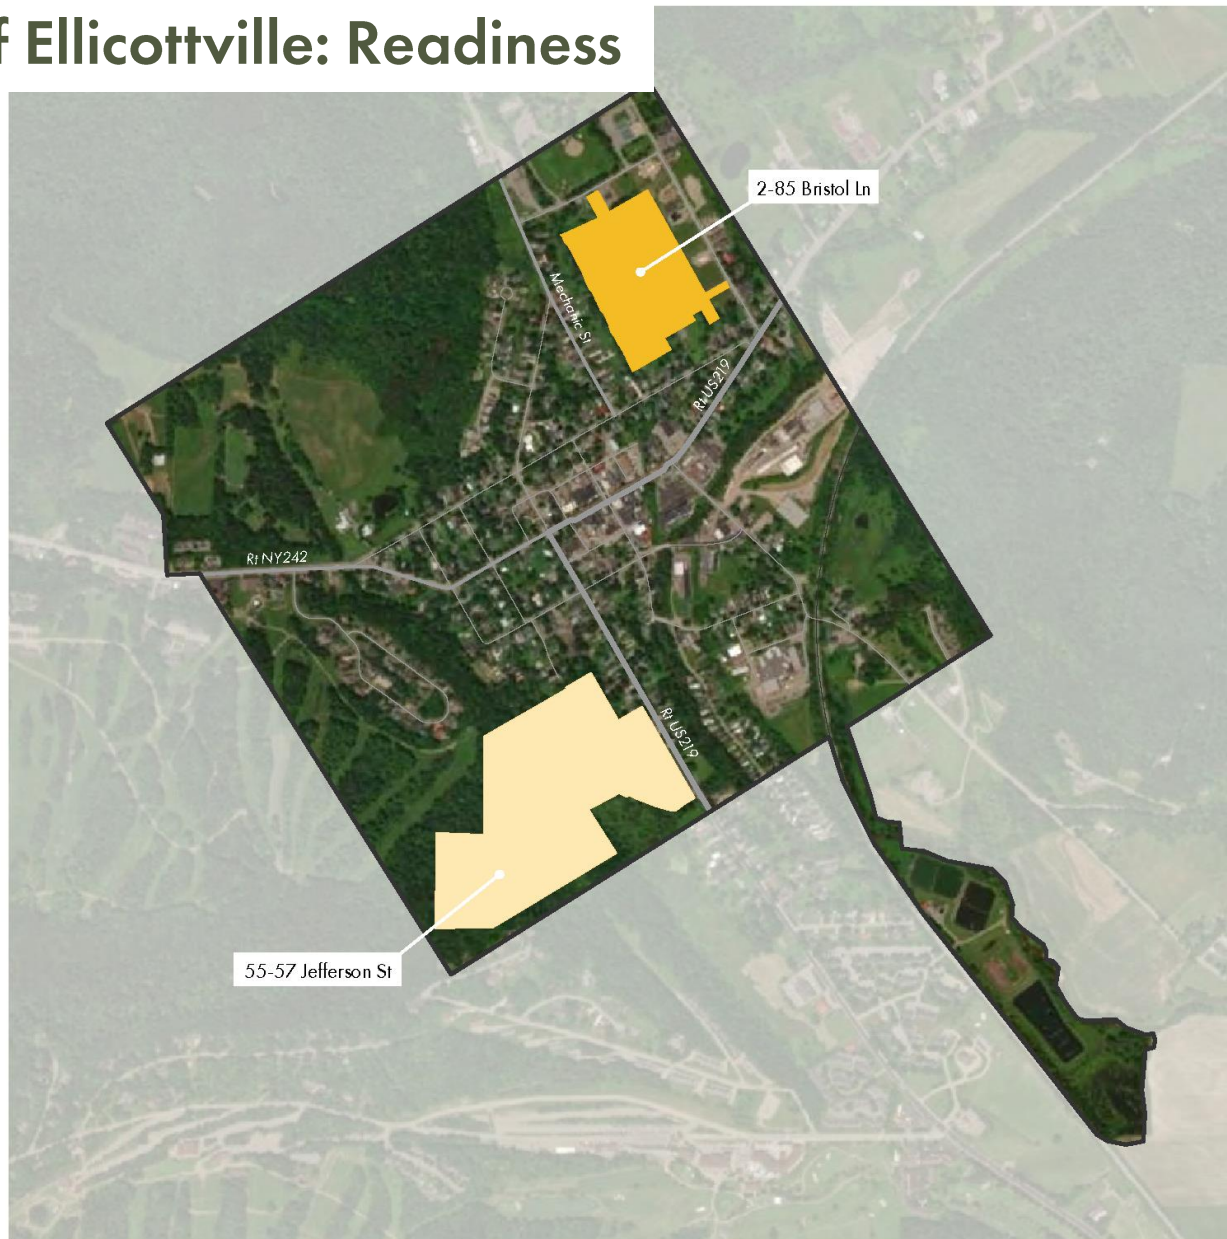 f Ellicottville: Readiness
2-85 Bristol Ln
Mechanic St
Rt US219
Rt NY242
Rt US219
55-57 Jefferson St